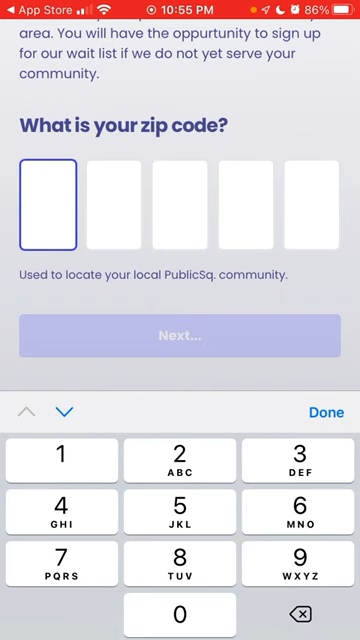 App Store 10:55 PM 86%
area. You will have the oppurtunity to sign up
for our wait list if we do not yet serve your
community.
What is your zip code?
Used to locate your local PublicSq. community.
Next...
Done
1 2 3
ABC DEF
4 5 6
GHI JKL MNO
7 8 9
PQRS TUV WXYZ
0